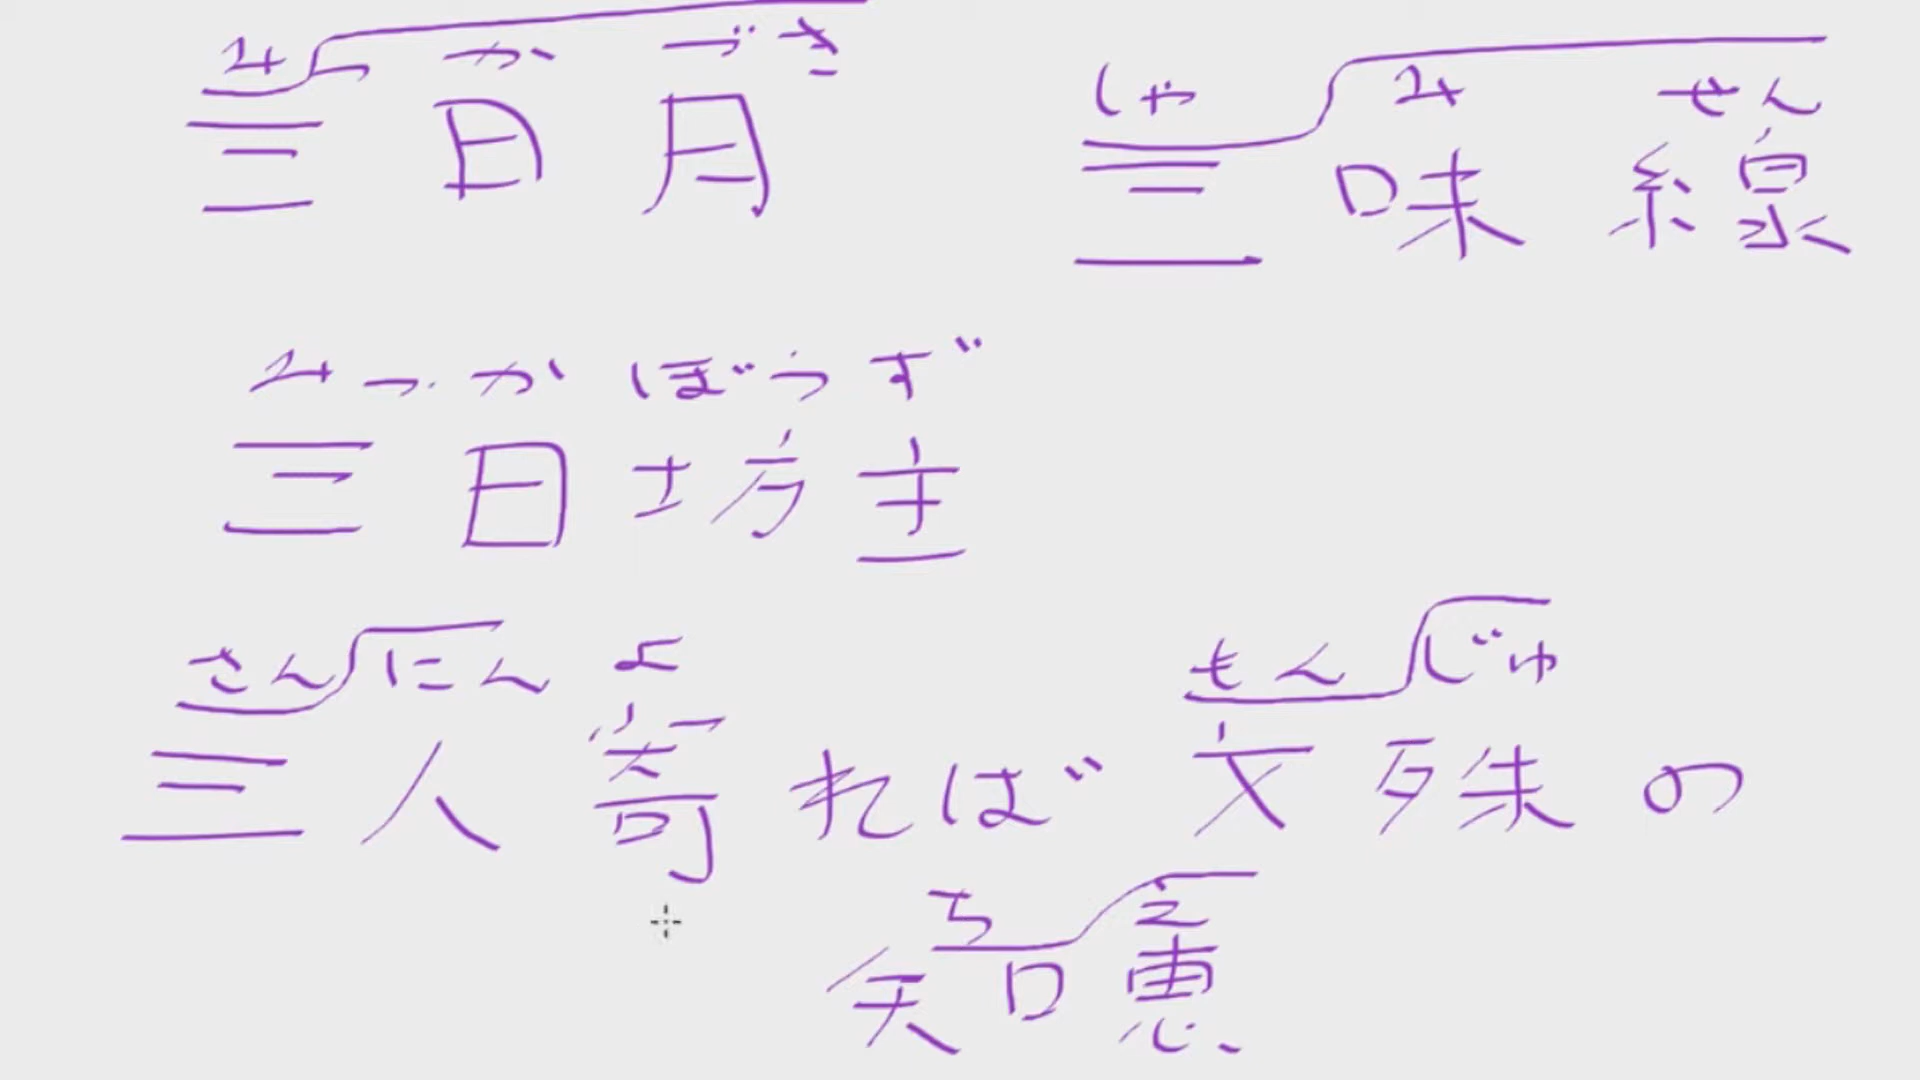 みっかづき しゃみせん
三日月 三味線
みっかぼうず
三日坊主
さんにんよ もんじゅ
三人寄れば文殊の
ちえ
知恵